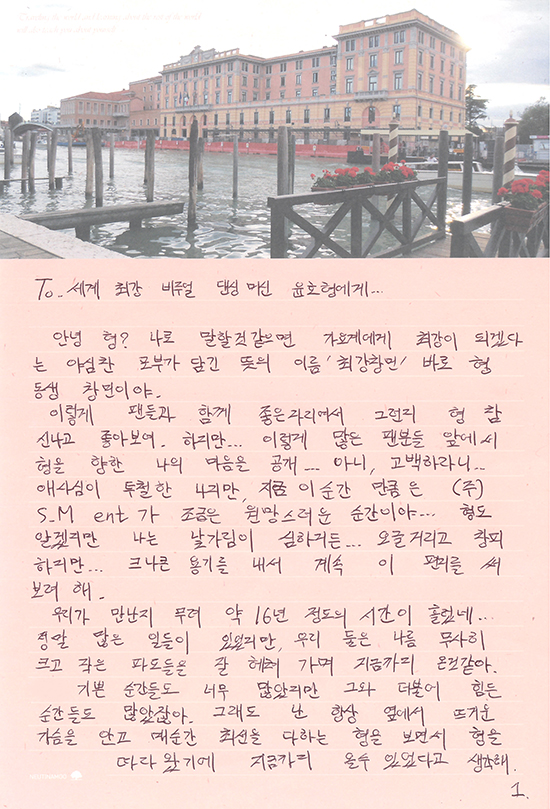 To_ 세계 최강 비주얼 댄싱머신 윤호형에게...
안녕 형? 나로 말할것같으면 가요계에게 최강이 되겠다
는 야심찬 포부가 담긴 뜻의 이름 '최강창민' 바로 형
동생 창민이야.
이렇게 팬들과 함께 좋은자리여서 그런지 형 참
신나고 좋아보여. 하지만... 이렇게 많은 팬분들 앞에서
형을 향한 나의 마음을 공개... 아니, 고백하라니...
애사심이 투철한 나지만, 지금 이순간 만큼은 (주)
S_M ent가 조금은 원망스러운 순간이야... 형도
알겠지만 나는 낯가림이 심하거든... 오글거리고 창피
하지만... 크나큰 용기를 내서 계속 이 편지를 써
보려 해.
우리가 만난지 무려 약 16년 정도의 시간이 흘렀네...
정말 많은 일들이 있었지만, 우리 둘은 나름 무사히
크고 작은 파도들을 잘 헤쳐 가며 지금까지 온것같아.
기쁜 순간들도 너무 많았지만 그와 더불어 힘든
순간들도 많았잖아. 그래도 난 항상 옆에서 뜨거운
가슴을 안고 매순간 최선을 다하는 형을 보면서 형을
따라 왔기에 지금까지 올수 있었다고 생각해.
1.